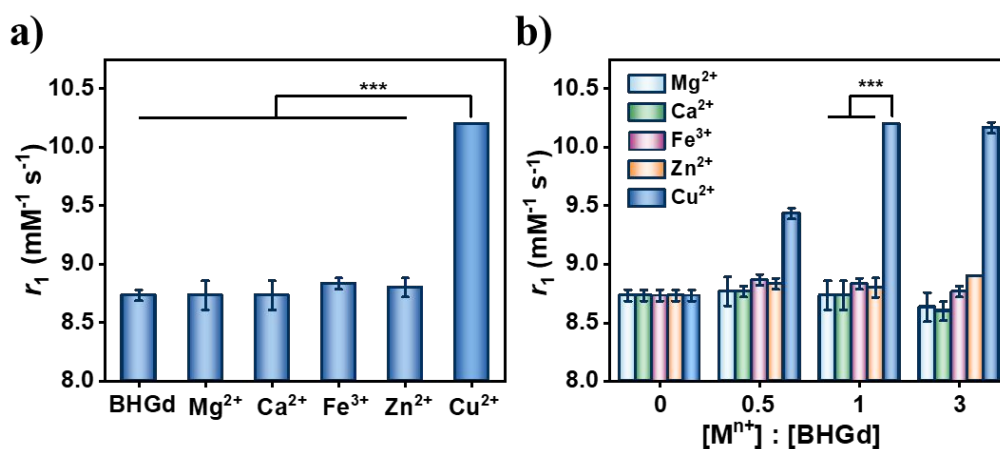 a)
r₁ (mM⁻¹ s⁻¹)
10.5
10.0
9.5
9.0
8.5
8.0
***
BHGd Mg²⁺ Ca²⁺ Fe³⁺ Zn²⁺ Cu²⁺
b)
r₁ (mM⁻¹ s⁻¹)
10.5
10.0
9.5
9.0
8.5
8.0
Mg²⁺
Ca²⁺
Fe³⁺
Zn²⁺
Cu²⁺
***
0 0.5 1 3
[Mⁿ⁺] : [BHGd]